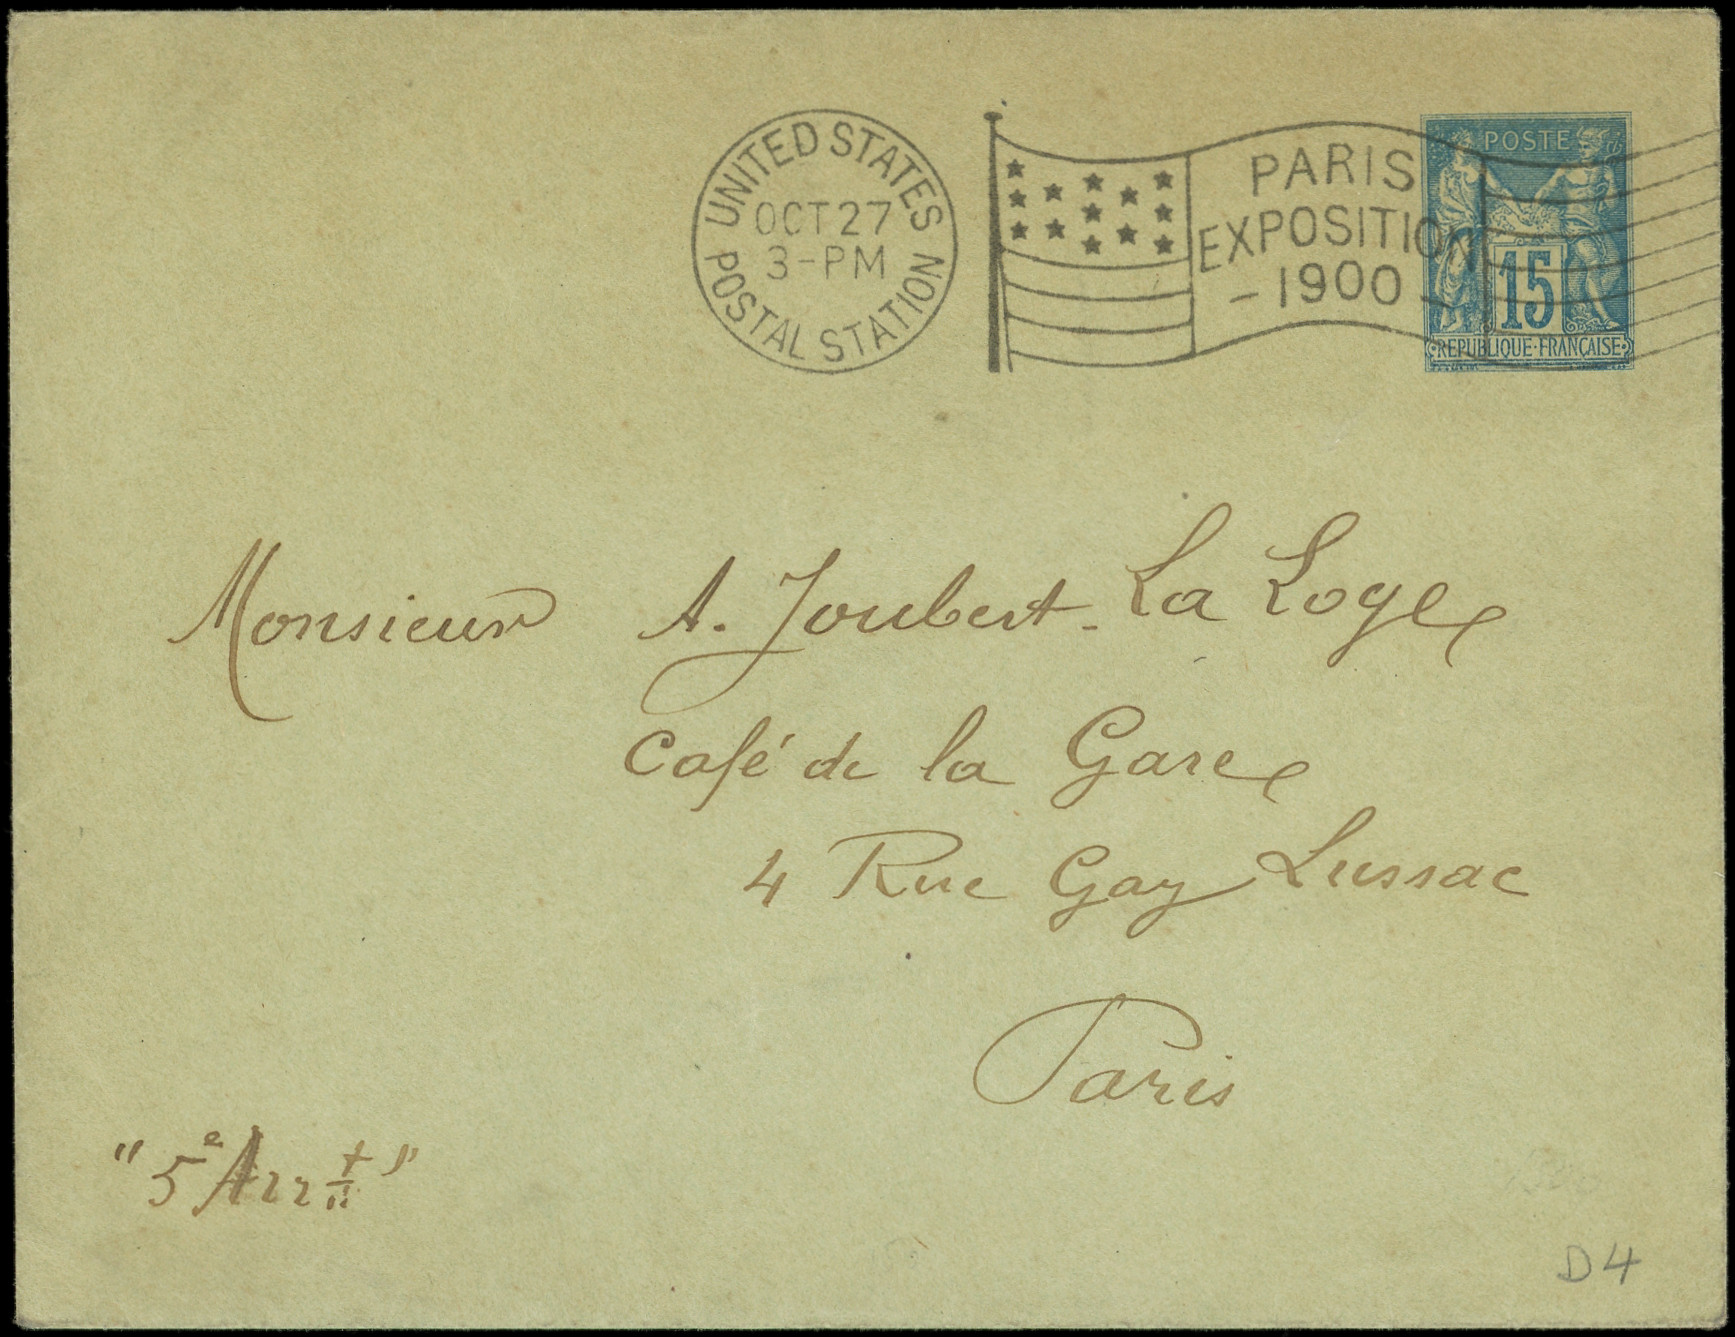 UNITED STATES
OCT 27
3-PM
POSTAL STATION
PARIS
EXPOSITION
-1900-
POSTE
15
REPUBLIQUE·FRANÇAISE
Monsieur A. Joubert. La Loge
Café de la Gare
4 Rue Gay Lussac
Paris
"5e Arrt"
D4